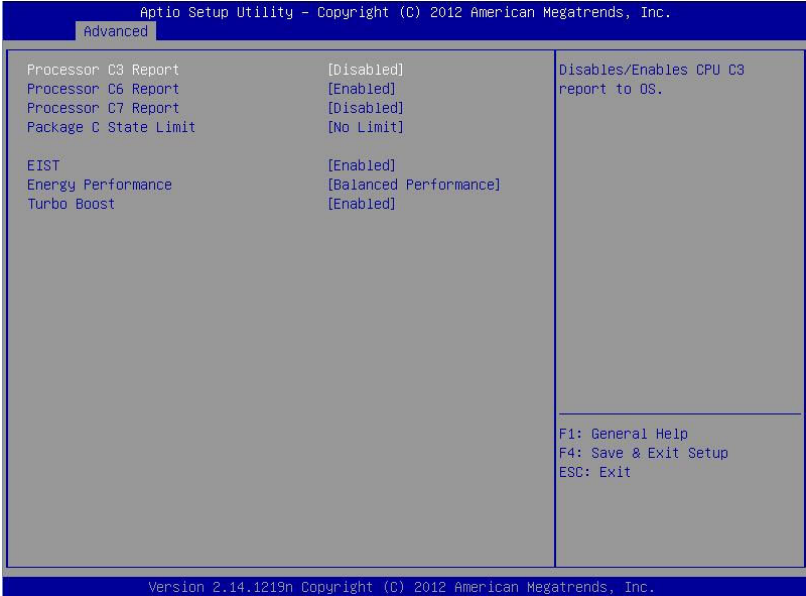 Aptio Setup Utility – Copyright (C) 2012 American Megatrends, Inc.
Advanced
Processor C3 Report [Disabled]
Processor C6 Report [Enabled]
Processor C7 Report [Disabled]
Package C State Limit [No Limit]
EIST [Enabled]
Energy Performance [Balanced Performance]
Turbo Boost [Enabled]
Disables/Enables CPU C3
report to OS.
F1: General Help
F4: Save & Exit Setup
ESC: Exit
Version 2.14.1219n Copyright (C) 2012 American Megatrends, Inc.